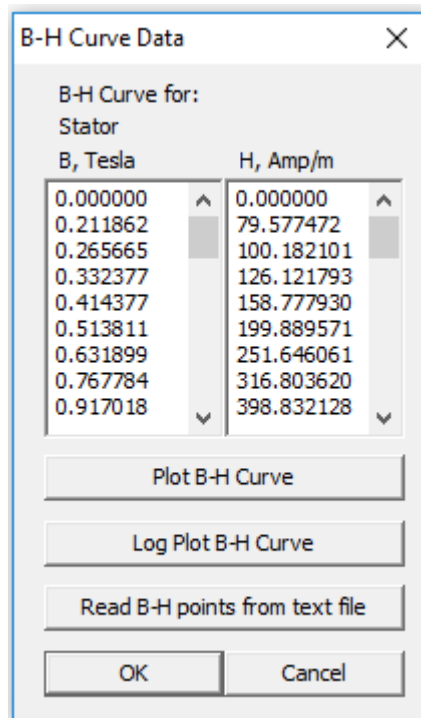 B-H Curve Data
B-H Curve for:
Stator
B, Tesla H, Amp/m
0.000000 0.000000
0.211862 79.577472
0.265665 100.182101
0.332377 126.121793
0.414377 158.777930
0.513811 199.889571
0.631899 251.646061
0.767784 316.803620
0.917018 398.832128
Plot B-H Curve
Log Plot B-H Curve
Read B-H points from text file
OK Cancel